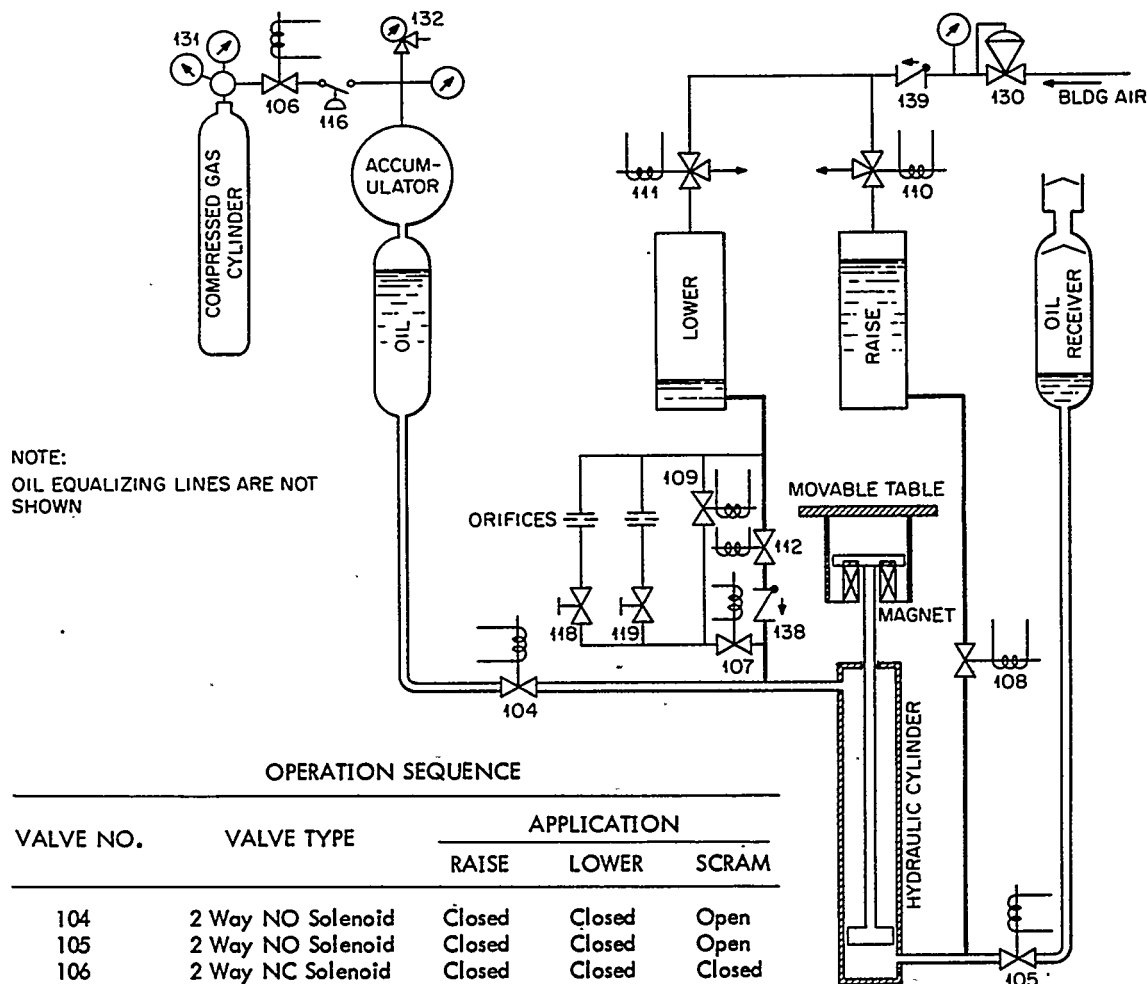 131
132
106
116
139
130
BLDG AIR
COMPRESSED GAS
CYLINDER
ACCUM-
ULATOR
111
110
OIL
LOWER
RAISE
OIL
RECEIVER
NOTE:
OIL EQUALIZING LINES ARE NOT
SHOWN
ORIFICES
109
112
MOVABLE TABLE
MAGNET
118
119
107
138
104
108
HYDRAULIC CYLINDER
105
OPERATION SEQUENCE
VALVE NO. VALVE TYPE APPLICATION
RAISE LOWER SCRAM
104 2 Way NO Solenoid Closed Closed Open
105 2 Way NO Solenoid Closed Closed Open
106 2 Way NC Solenoid Closed Closed Closed